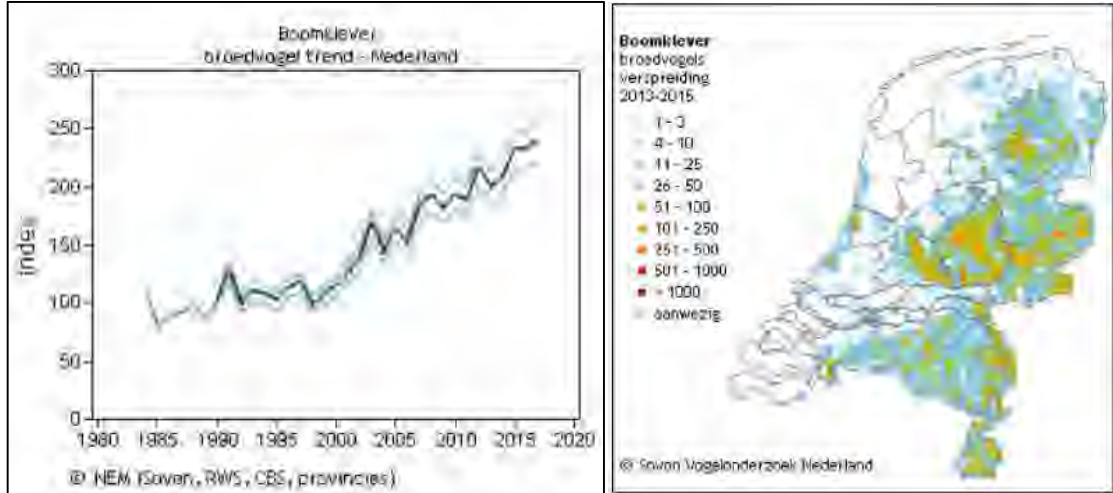 Boomklever
broedvogel trend - Nederland
300
250
200
150
100
50
0
index
1980 1985 1990 1995 2000 2005 2010 2015 2020
© NEM (Sovon, RWS, CBS, provincies)
Boomklever
broedvogels
verspreiding
2013-2015
1 - 3
4 - 10
11 - 25
26 - 50
51 - 100
101 - 250
251 - 500
501 - 1000
> 1000
aanwezig
© Sovon Vogelonderzoek Nederland